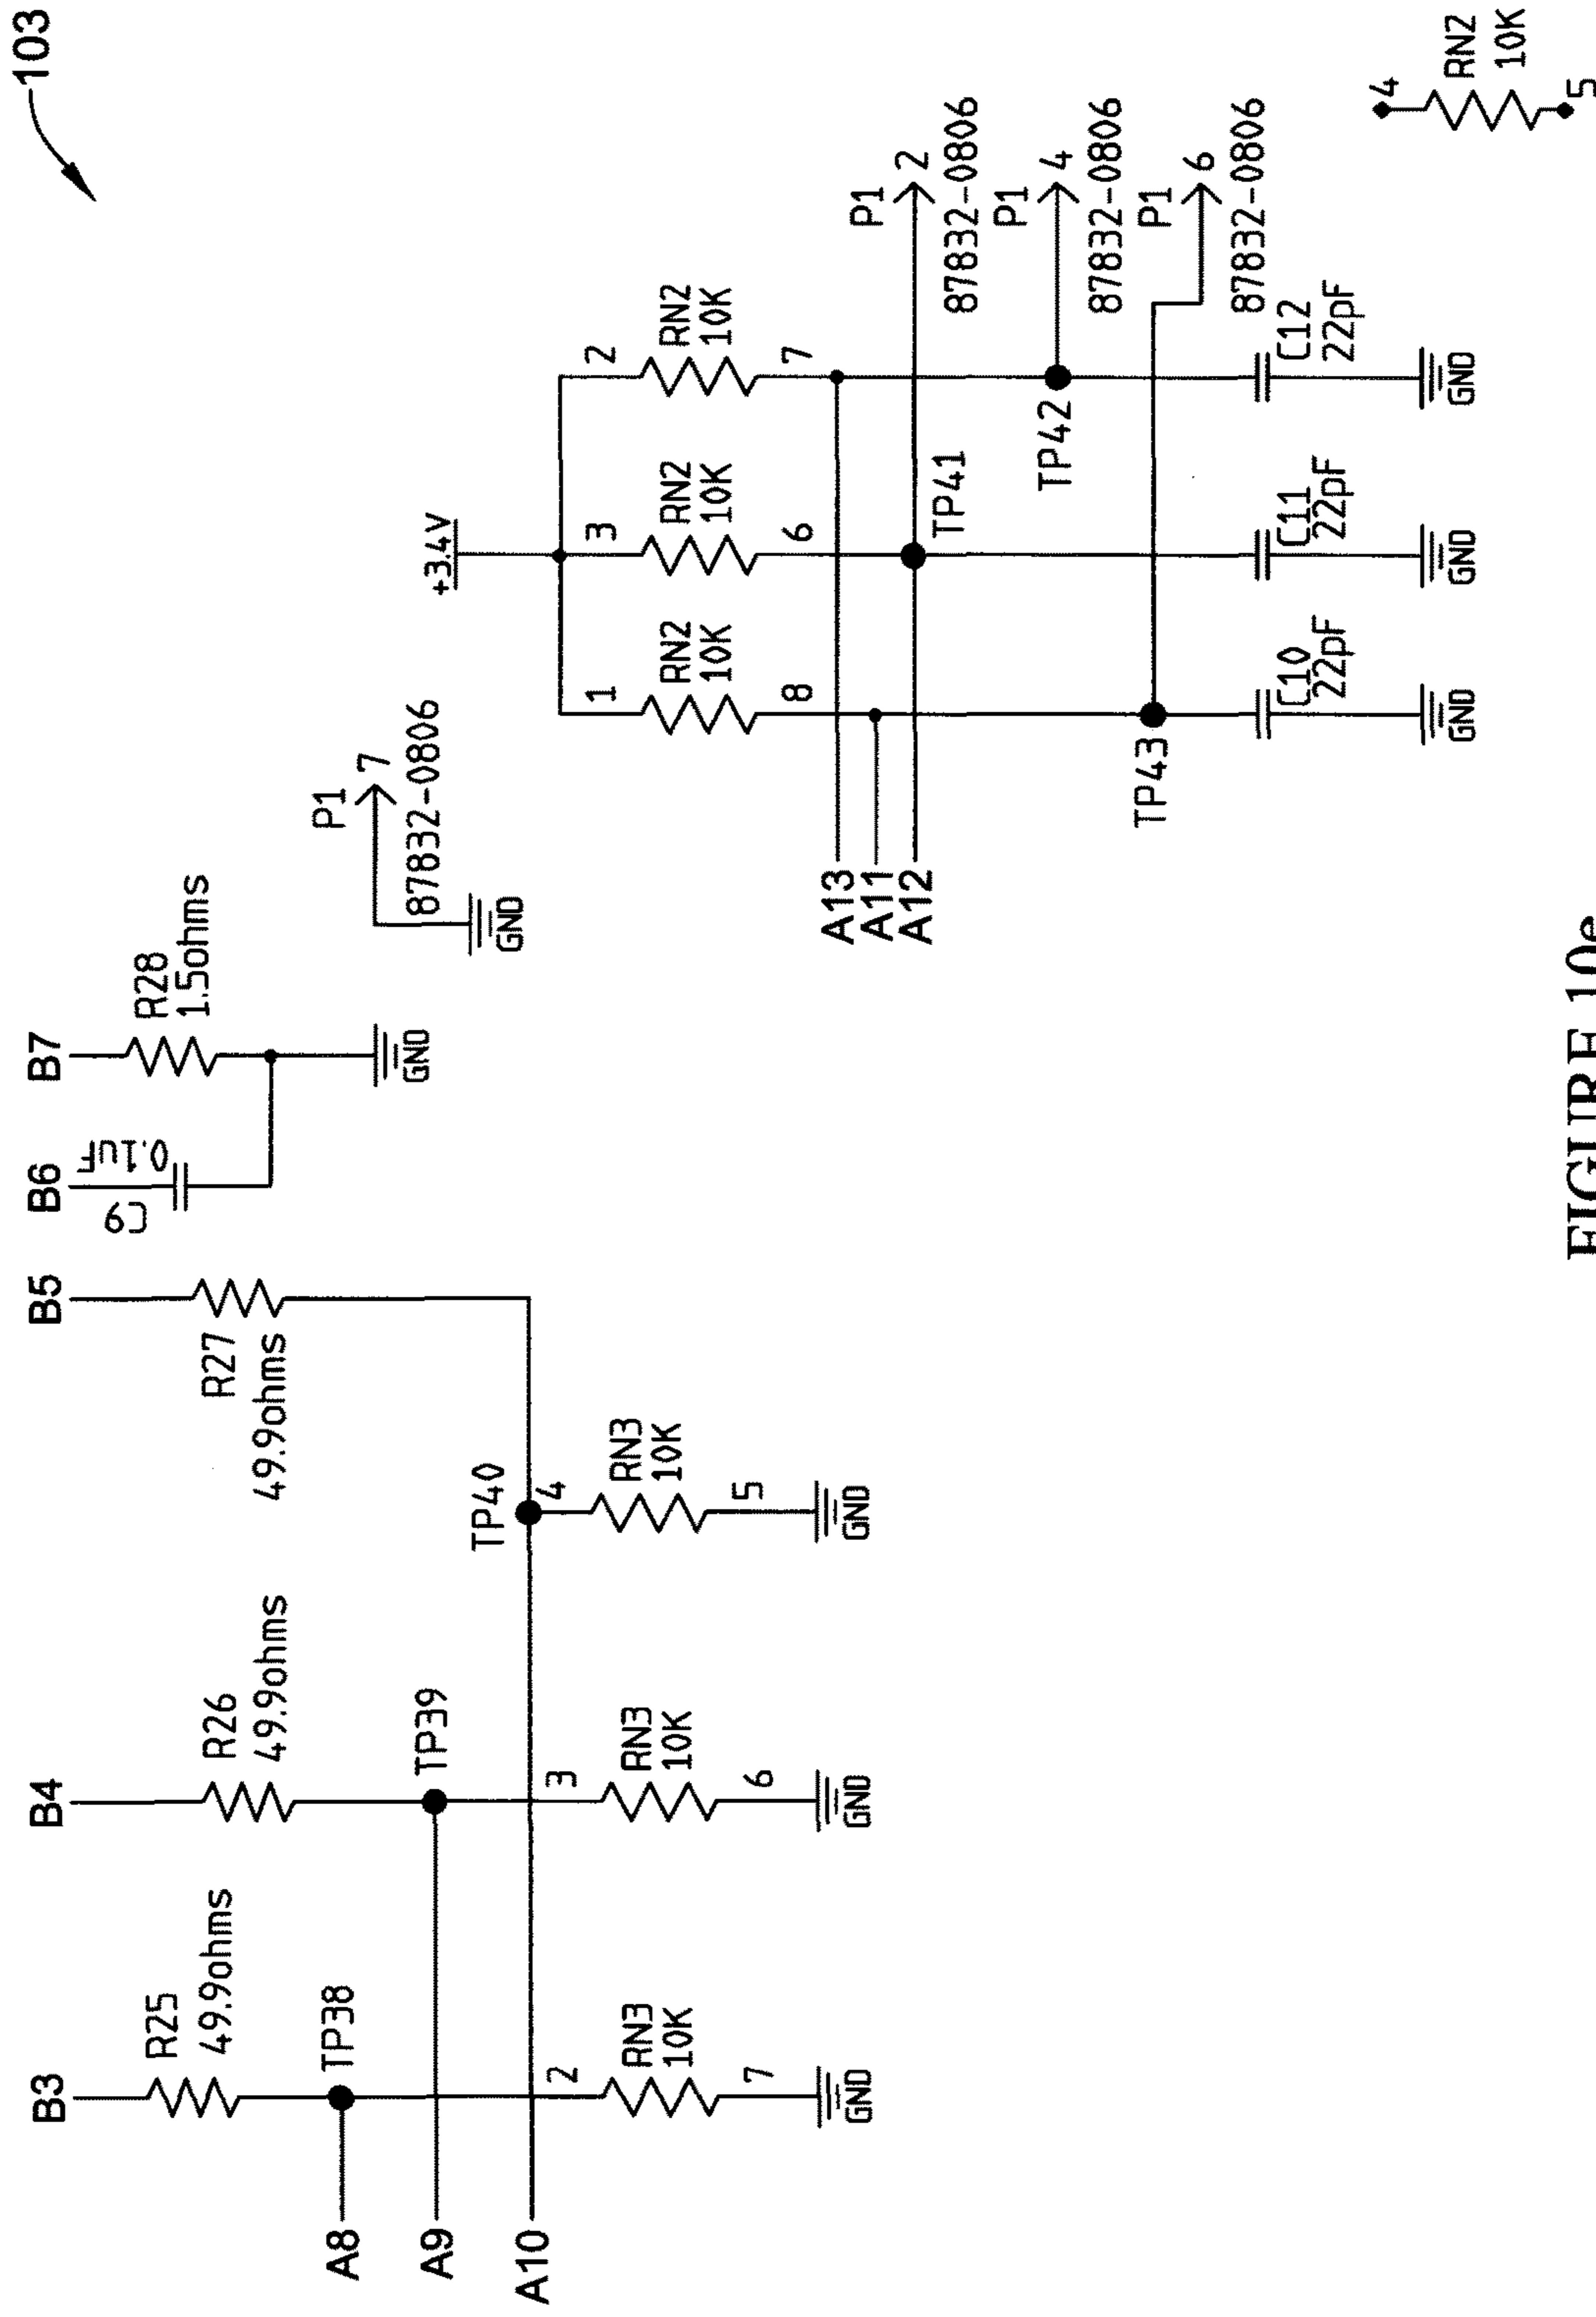 103
B3
B4
B5
B6
B7
R25
49.9ohms
R26
49.9ohms
R27
49.9ohms
C9
0.1uF
R28
1.5ohms
GND
P1
7
87832-0806
GND
TP38
TP39
TP40
A8
A9
A10
2
RN3
10K
7
GND
3
RN3
10K
6
GND
4
RN3
10K
5
GND
+3.4V
1
RN2
10K
8
3
RN2
10K
6
2
RN2
10K
7
A13
A11
A12
TP41
TP42
TP43
P1
2
87832-0806
P1
4
87832-0806
P1
6
87832-0806
C10
22pF
GND
C11
22pF
GND
C12
22pF
GND
4
RN2
10K
5
FIGURE 10e